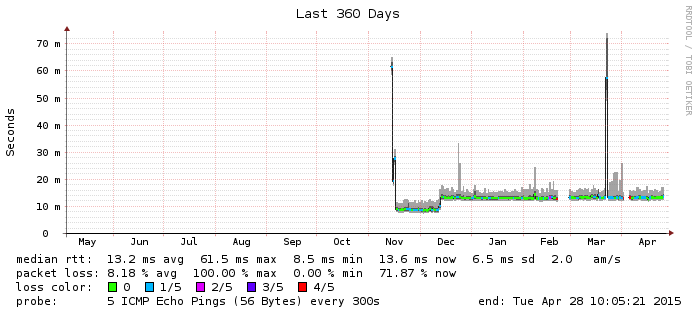 Last 360 Days
RRDTOOL / TOBI OETIKER
Seconds
70 m
60 m
50 m
40 m
30 m
20 m
10 m
0
May Jun Jul Aug Sep Oct Nov Dec Jan Feb Mar Apr
median rtt: 13.2 ms avg 61.5 ms max 8.5 ms min 13.6 ms now 6.5 ms sd 2.0 am/s
packet loss: 8.18 % avg 100.00 % max 0.00 % min 71.87 % now
loss color: 0 1/5 2/5 3/5 4/5
probe: 5 ICMP Echo Pings (56 Bytes) every 300s end: Tue Apr 28 10:05:21 2015